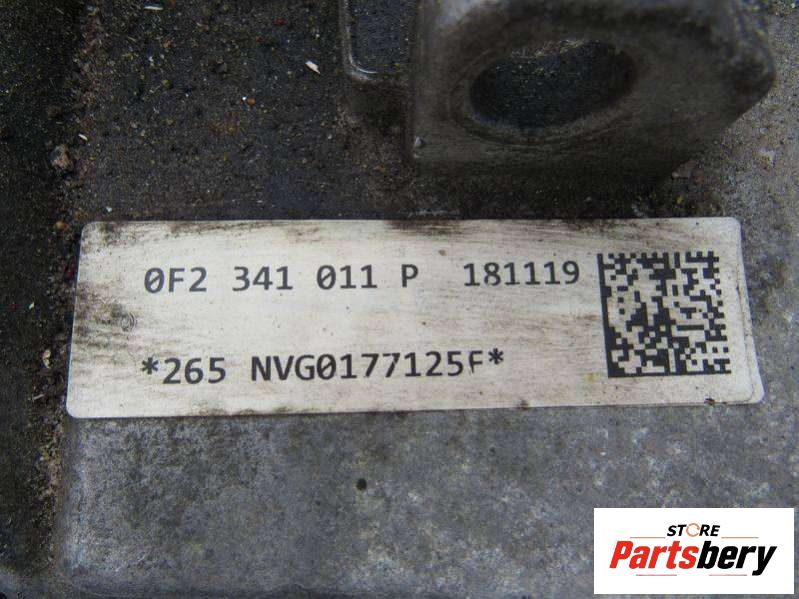 0F2 341 011 P 181119
*265 NVG0177125F*
STORE
Partsbery